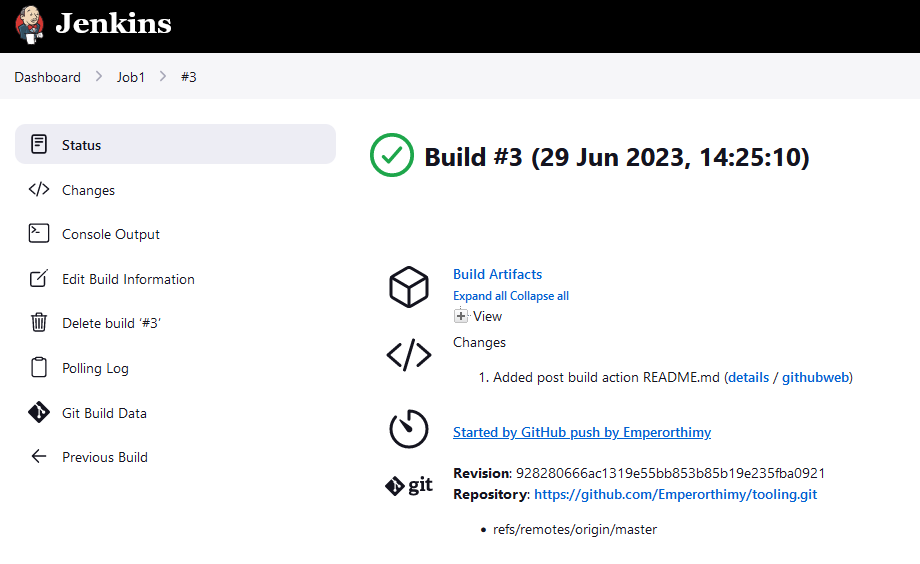 Jenkins
Dashboard
Job1
#3
Status
Changes
Console Output
Edit Build Information
Delete build ‘#3’
Polling Log
Git Build Data
Previous Build
Build #3 (29 Jun 2023, 14:25:10)
Build Artifacts
Expand all Collapse all
View
Changes
1. Added post build action README.md (details / githubweb)
Started by GitHub push by Emperorthimy
git
Revision: 928280666ac1319e55bb853b85b19e235fba0921
Repository: https://github.com/Emperorthimy/tooling.git
• refs/remotes/origin/master